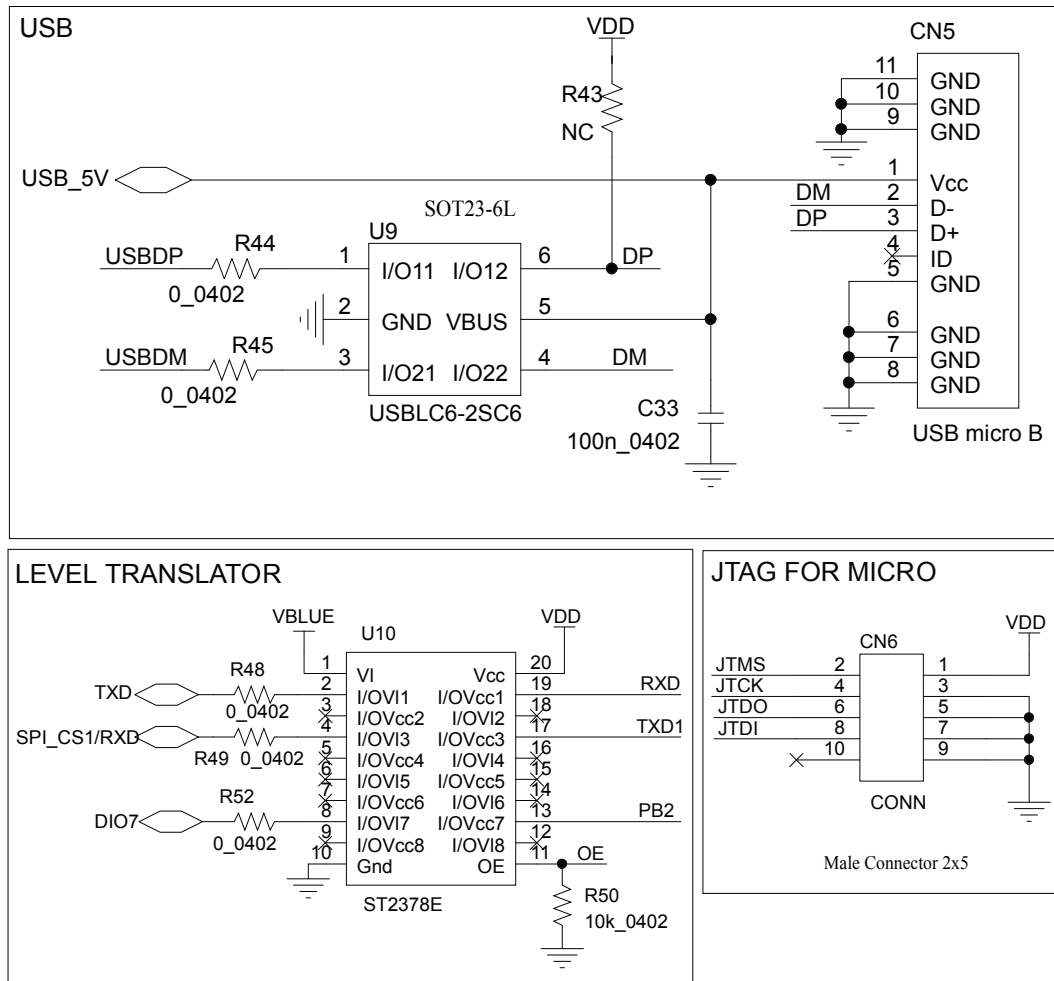 USB
VDD
CN5
R43
NC
11
GND
10
GND
9
GND
USB_5V
1
Vcc
DM
2
D-
DP
3
D+
4
ID
5
GND
6
GND
7
GND
8
GND
USB micro B
SOT23-6L
U9
USBDP
R44
0_0402
1
I/O11
I/O12
6
DP
2
GND
VBUS
5
USBDM
R45
0_0402
3
I/O21
I/O22
4
DM
USBLC6-2SC6
C33
100n_0402
LEVEL TRANSLATOR
VBLUE
U10
VDD
1
VI
Vcc
20
TXD
R48
0_0402
2
I/OVI1
I/OVcc1
19
RXD
3
I/OVcc2
I/OVI2
18
SPI_CS1/RXD
R49
0_0402
4
I/OVI3
I/OVcc3
17
TXD1
5
I/OVcc4
I/OVI4
16
6
I/OVI5
I/OVcc5
15
7
I/OVcc6
I/OVI6
14
DIO7
R52
0_0402
8
I/OVI7
I/OVcc7
13
PB2
9
I/OVcc8
I/OVI8
12
10
Gnd
OE
11
OE
ST2378E
R50
10k_0402
JTAG FOR MICRO
VDD
CN6
JTMS
2
1
JTCK
4
3
JTDO
6
5
JTDI
8
7
10
9
CONN
Male Connector 2x5